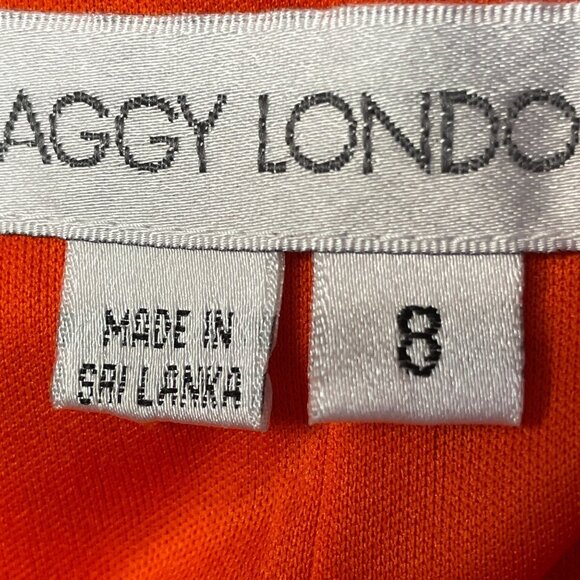 AGGY LONDO
MADE IN
SRI LANKA
8